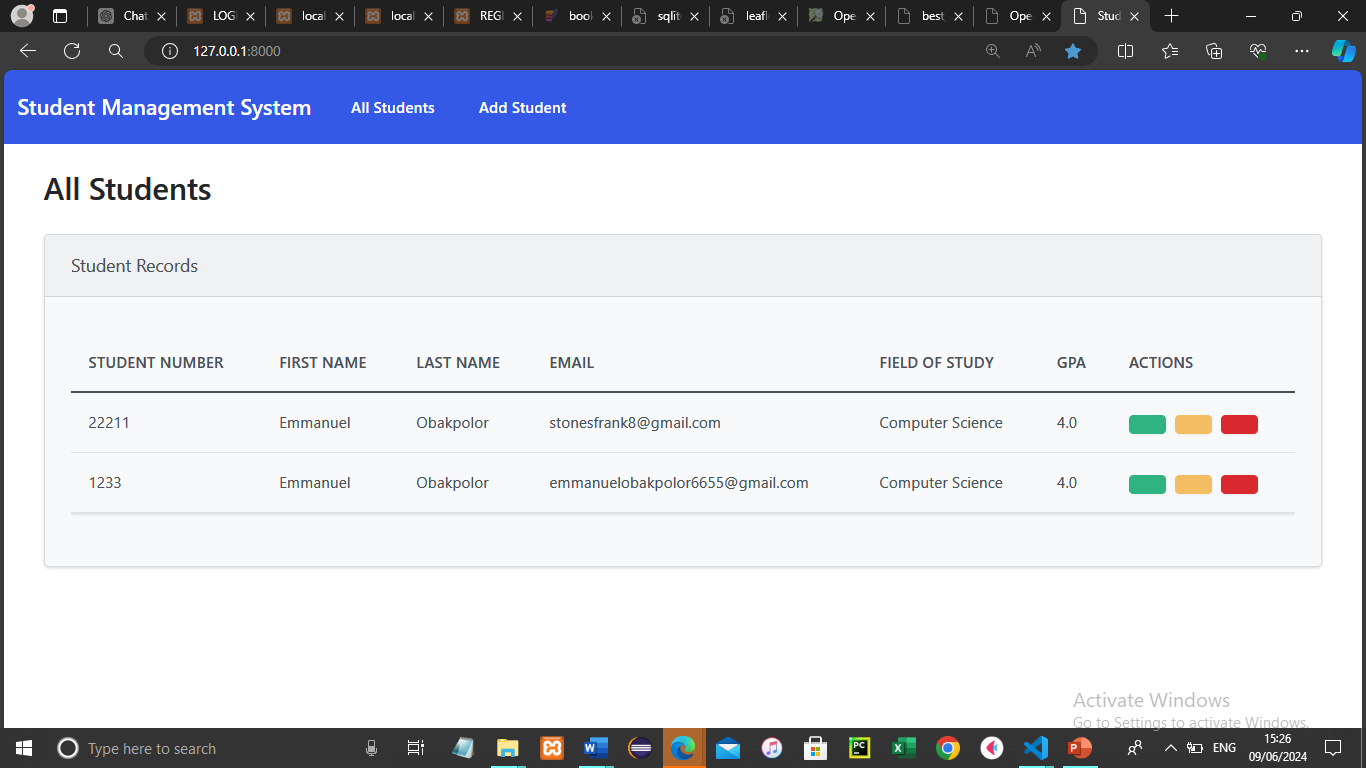 Chat LOGI local local REGI book sqlite leafl Ope best Ope Stud
127.0.0.1:8000
Student Management System All Students Add Student
All Students
Student Records
STUDENT NUMBER FIRST NAME LAST NAME EMAIL FIELD OF STUDY GPA ACTIONS
22211 Emmanuel Obakpolor stonesfrank8@gmail.com Computer Science 4.0
1233 Emmanuel Obakpolor emmanuelobakpolor6655@gmail.com Computer Science 4.0
Activate Windows
Go to Settings to activate Windows.
Type here to search
ENG
15:26
09/06/2024